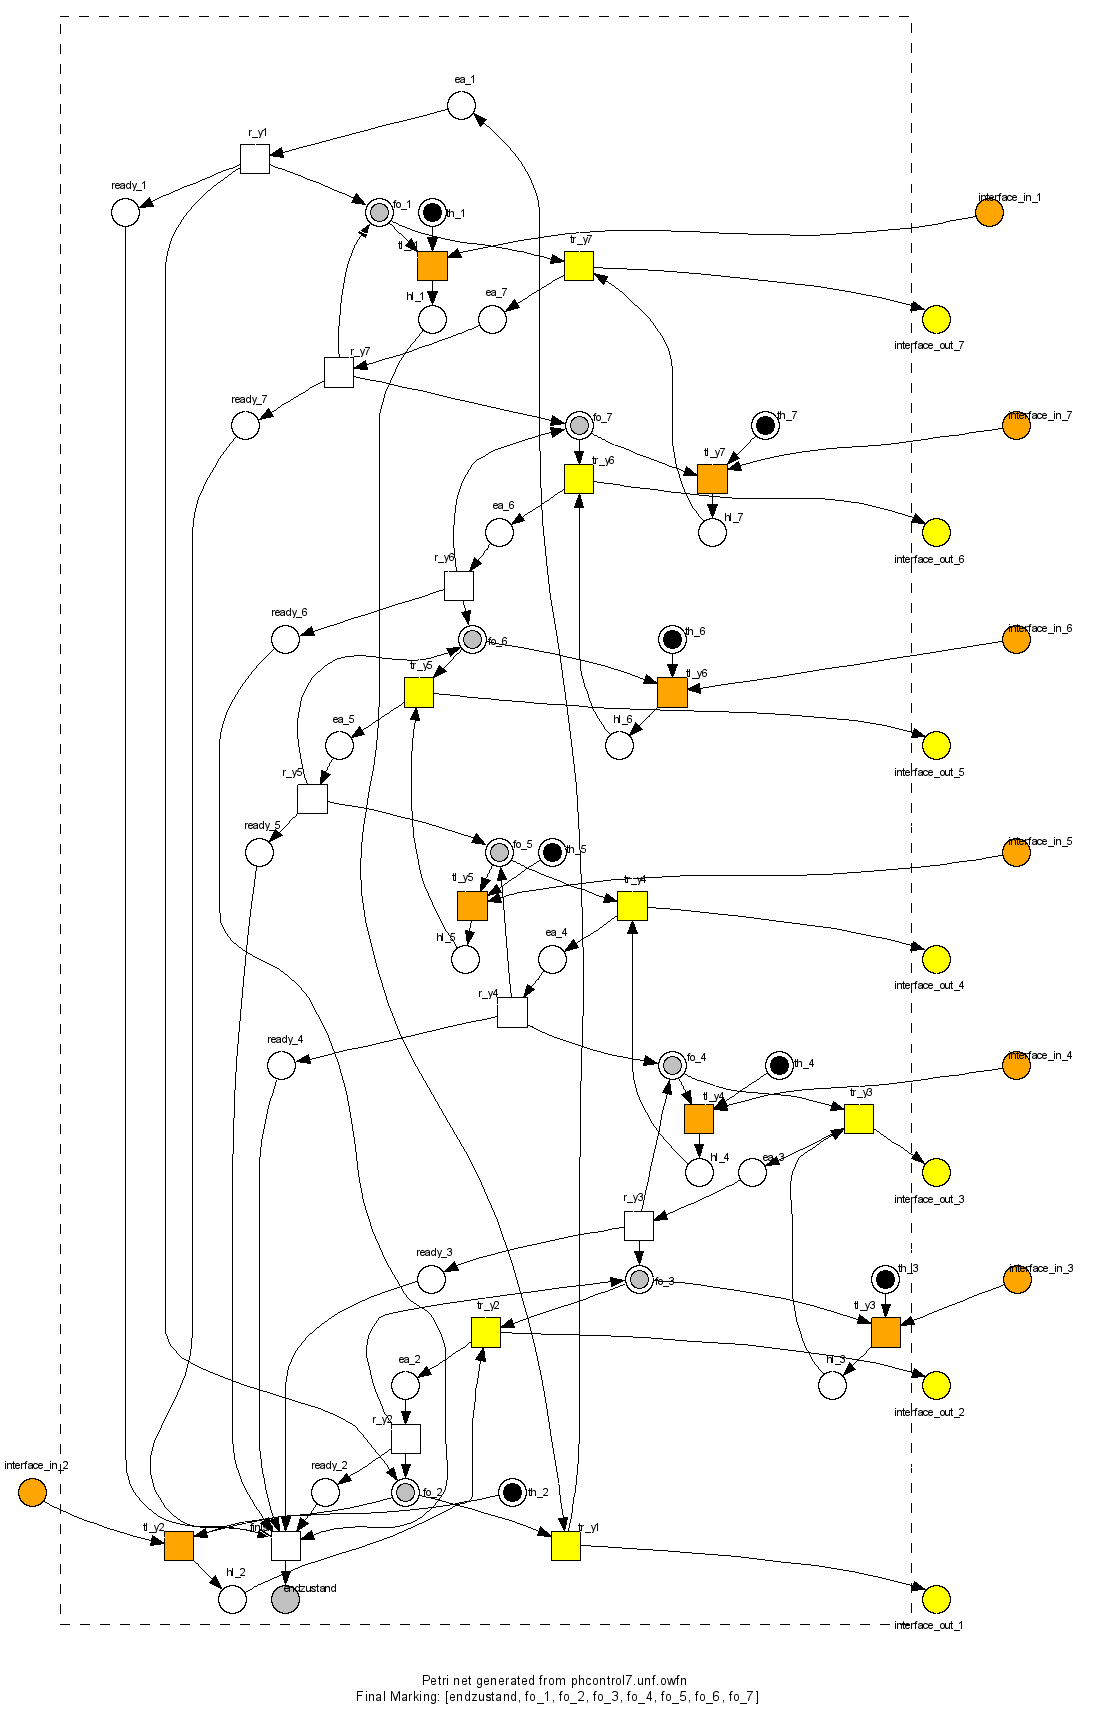 ea_1
r_y1
ready_1
interface_in_1
fo_1
th_1
tr_y7
hl_1
ea_7
interface_out_7
r_y7
ready_7
fo_7
th_7
interface_in_7
tl_y7
tr_y6
ea_6
hl_7
r_y6
interface_out_6
ready_6
fo_6
th_6
interface_in_6
tr_y5
tl_y6
ea_5
hl_6
r_y5
interface_out_5
ready_5
fo_5
th_5
interface_in_5
tl_y5
tr_y4
hl_5
ea_4
r_y4
interface_out_4
ready_4
fo_4
th_4
interface_in_4
tl_y4
tr_y3
hl_4
ea_3
r_y3
interface_out_3
ready_3
fo_3
th_3
interface_in_3
tr_y2
tl_y3
ea_2
hl_3
r_y2
interface_out_2
interface_in_2
ready_2
fo_2
th_2
tl_y2
tr_y1
hl_2
endzustand
interface_out_1
Petri net generated from phcontrol7.unf.owfn
Final Marking: [endzustand, fo_1, fo_2, fo_3, fo_4, fo_5, fo_6, fo_7]